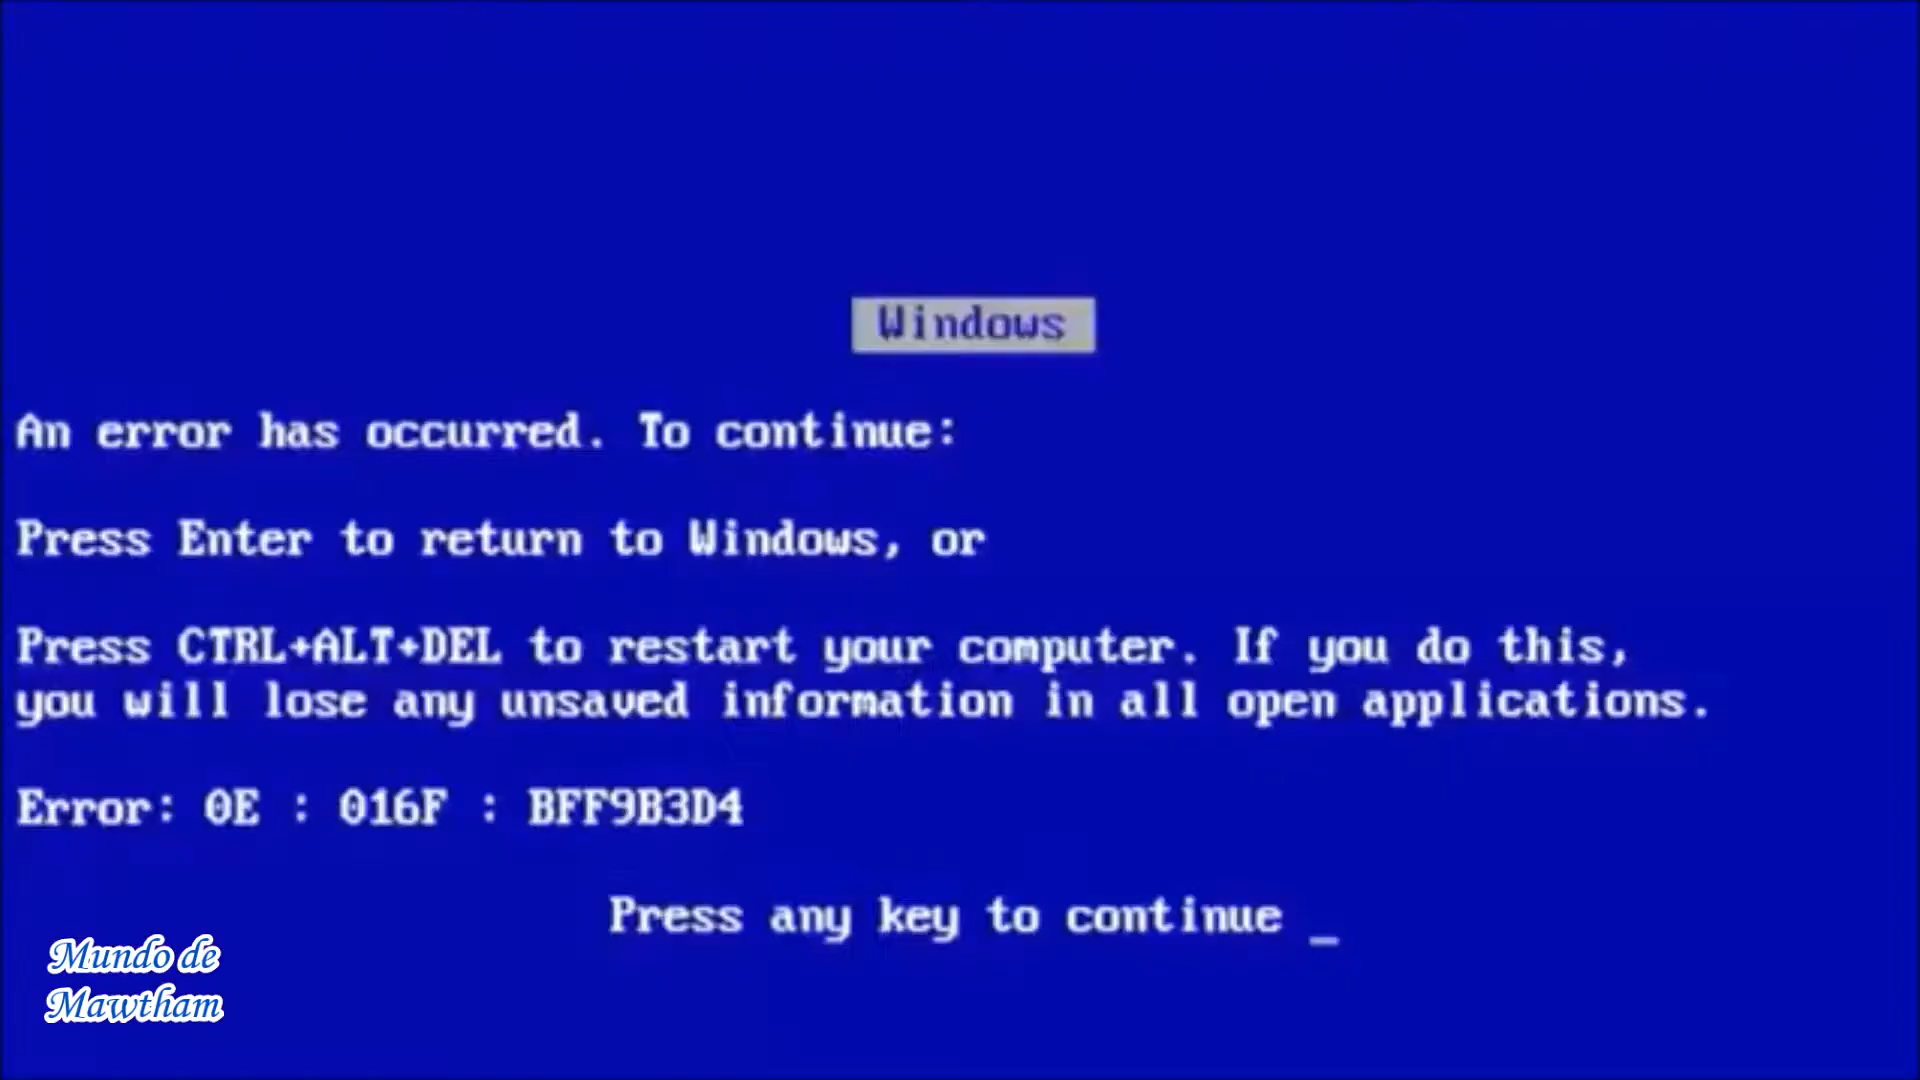 Windows
An error has occurred. To continue:
Press Enter to return to Windows, or
Press CTRL+ALT+DEL to restart your computer. If you do this,
you will lose any unsaved information in all open applications.
Error: 0E : 016F : BFF9B3D4
Press any key to continue _
Mundo de
Mawtham